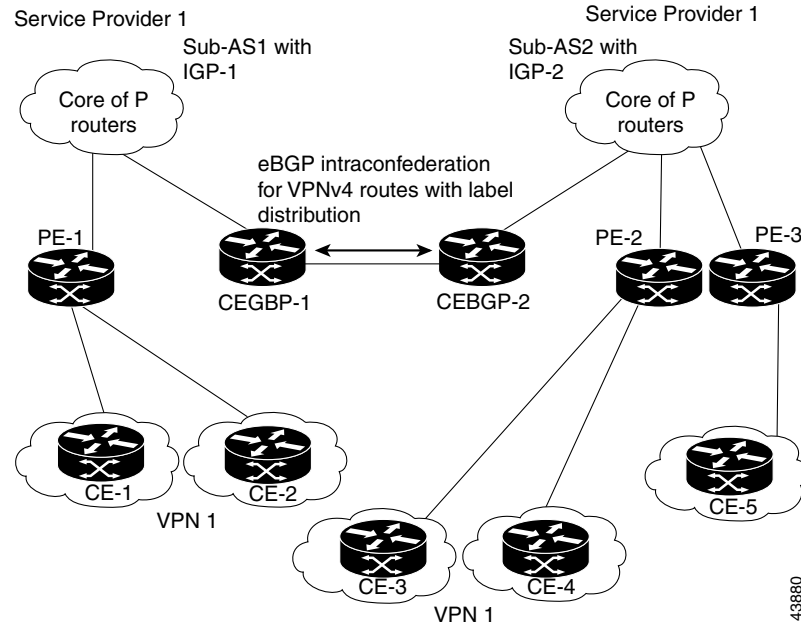 Service Provider 1
Service Provider 1
Sub-AS1 with
IGP-1
Sub-AS2 with
IGP-2
Core of P
routers
Core of P
routers
eBGP intraconfederation
for VPNv4 routes with label
distribution
PE-1
CEGBP-1
CEBGP-2
PE-2
PE-3
CE-1
CE-2
VPN 1
CE-5
CE-3
CE-4
VPN 1
43880